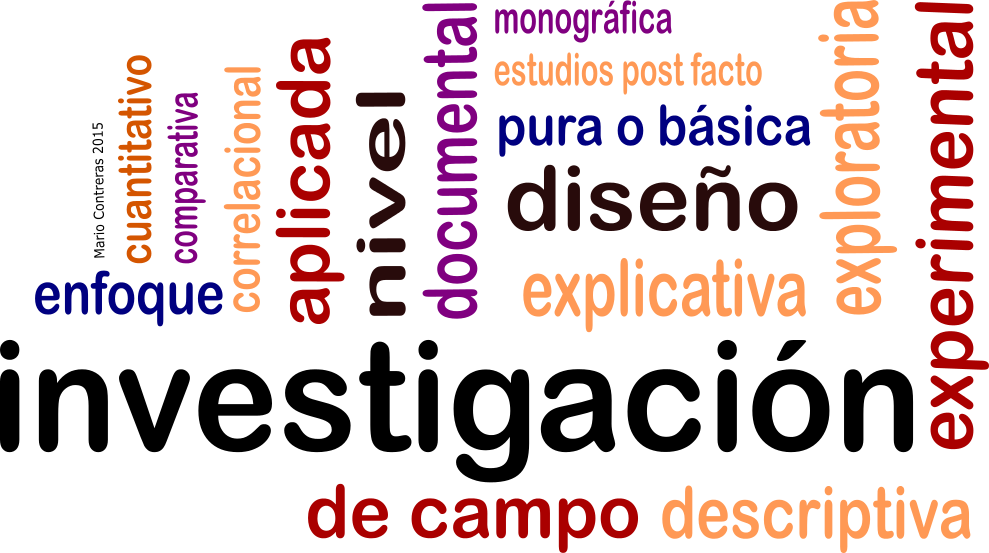 Mario Contreras 2015
cuantitativo
comparativa
correlacional
aplicada
nivel
documental
monográfica
estudios post facto
pura o básica
diseño
explicativa
exploratoria
experimental
enfoque
investigación
de campo
descriptiva